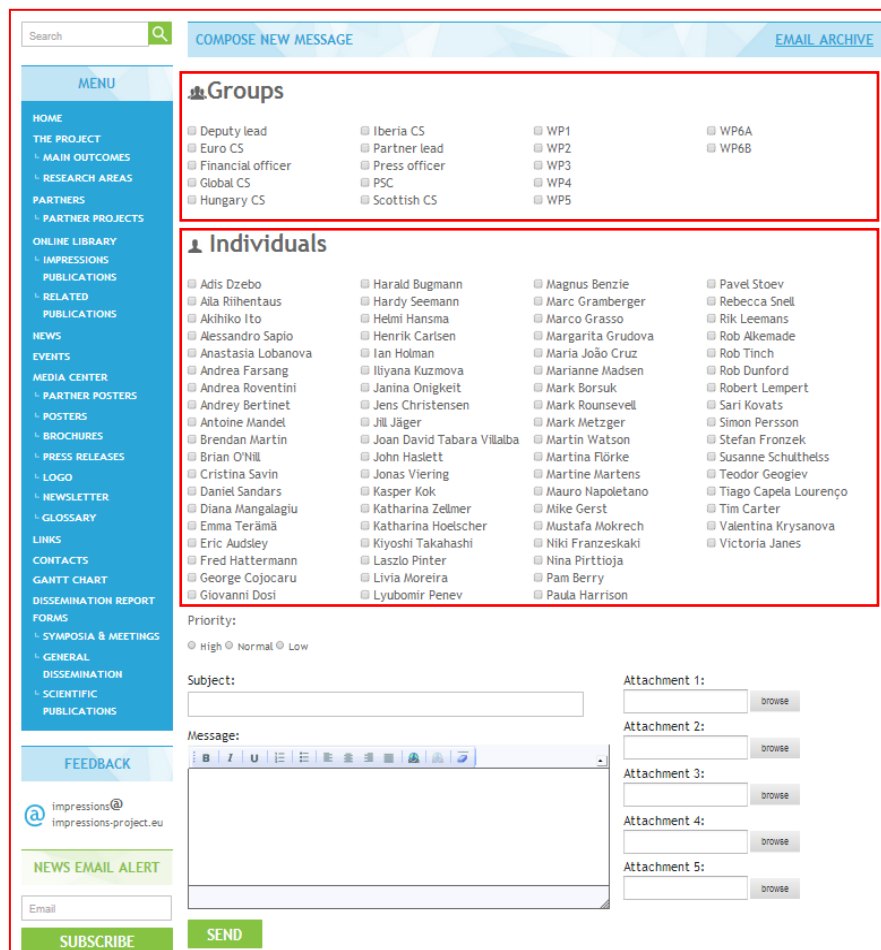 Search
COMPOSE NEW MESSAGE
EMAIL ARCHIVE
MENU
HOME
THE PROJECT
MAIN OUTCOMES
RESEARCH AREAS
PARTNERS
PARTNER PROJECTS
ONLINE LIBRARY
IMPRESSIONS
PUBLICATIONS
RELATED
PUBLICATIONS
NEWS
EVENTS
MEDIA CENTER
PARTNER POSTERS
POSTERS
BROCHURES
PRESS RELEASES
LOGO
NEWSLETTER
GLOSSARY
LINKS
CONTACTS
GANTT CHART
DISSEMINATION REPORT
FORMS
SYMPOSIA & MEETINGS
GENERAL
DISSEMINATION
SCIENTIFIC
PUBLICATIONS
FEEDBACK
@ impressions@
impressions-project.eu
NEWS EMAIL ALERT
Email
SUBSCRIBE
Groups
Deputy lead
Euro CS
Financial officer
Global CS
Hungary CS
Iberia CS
Partner lead
Press officer
PSC
Scottish CS
WP1
WP2
WP3
WP4
WP5
WP6A
WP6B
Individuals
Adis Dzebo
Aila Riihentaus
Akihiko Ito
Alessandro Sapio
Anastasia Lobanova
Andrea Farsang
Andrea Roventini
Andrey Bertinet
Antoine Mandel
Brendan Martin
Brian O'Nill
Cristina Savin
Daniel Sandars
Diana Mangalagiu
Emma Terämä
Eric Audsley
Fred Hattermann
George Cojocaru
Giovanni Dosi
Harald Bugmann
Hardy Seemann
Helmi Hansma
Henrik Carlsen
Ian Holman
Iliyana Kuzmova
Janina Onigkeit
Jens Christensen
Jill Jäger
Joan David Tabara Villalba
John Haslett
Jonas Viering
Kasper Kok
Katharina Zellmer
Katharina Hoelscher
Kiyoshi Takahashi
Laszlo Pinter
Livia Moreira
Lyubomir Penev
Magnus Benzie
Marc Gramberger
Marco Grasso
Margarita Grudova
Maria João Cruz
Marianne Madsen
Mark Borsuk
Mark Rounsevell
Mark Metzger
Martin Watson
Martina Flörke
Martine Martens
Mauro Napoletano
Mike Gerst
Mustafa Mokrech
Niki Franzeskaki
Nina Pirttioja
Pam Berry
Paula Harrison
Pavel Stoev
Rebecca Snell
Rik Leemans
Rob Alkemade
Rob Tinch
Rob Dunford
Robert Lempert
Sari Kovats
Simon Persson
Stefan Fronzek
Susanne Schulthelss
Teodor Geogiev
Tiago Capela Lourenço
Tim Carter
Valentina Krysanova
Victoria Janes
Priority:
High Normal Low
Subject:
Message:
B I U
SEND
Attachment 1:
browse
Attachment 2:
browse
Attachment 3:
browse
Attachment 4:
browse
Attachment 5:
browse